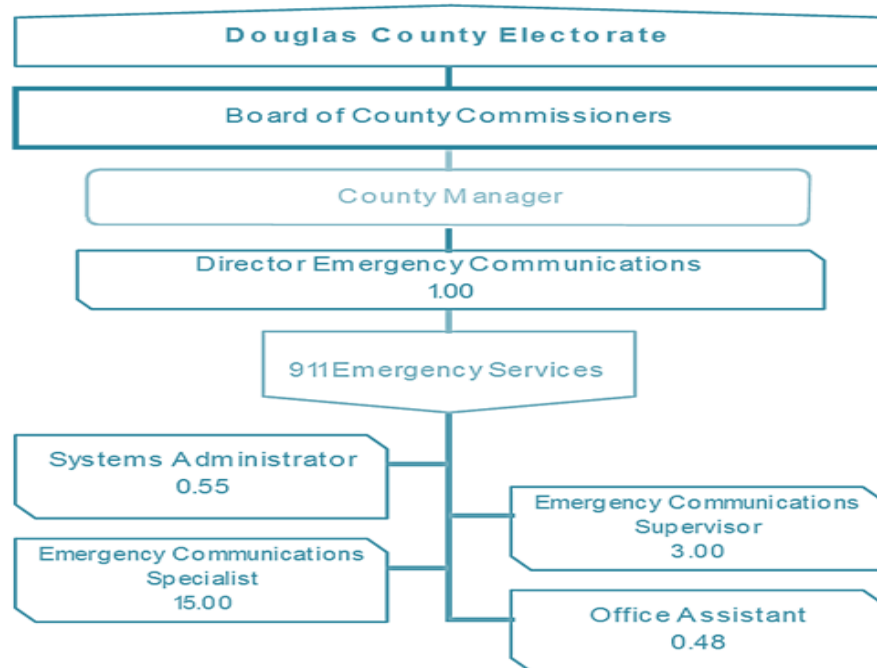 Douglas County Electorate
Board of County Commissioners
County Manager
Director Emergency Communications
1.00
911 Emergency Services
Systems Administrator
0.55
Emergency Communications
Supervisor
3.00
Emergency Communications
Specialist
15.00
Office Assistant
0.48